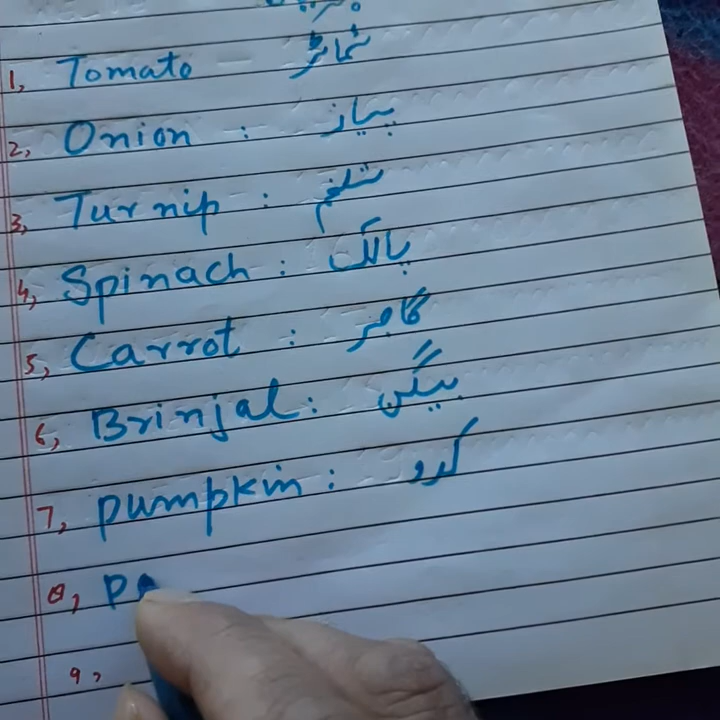 1, Tomato — ٹماٹر
2, Onion : پیاز
3, Turnip : شلغم
4, Spinach : پالک
5, Carrot : گاجر
6, Brinjal : بیگن
7, pumpkin : کدو
8, P
9,